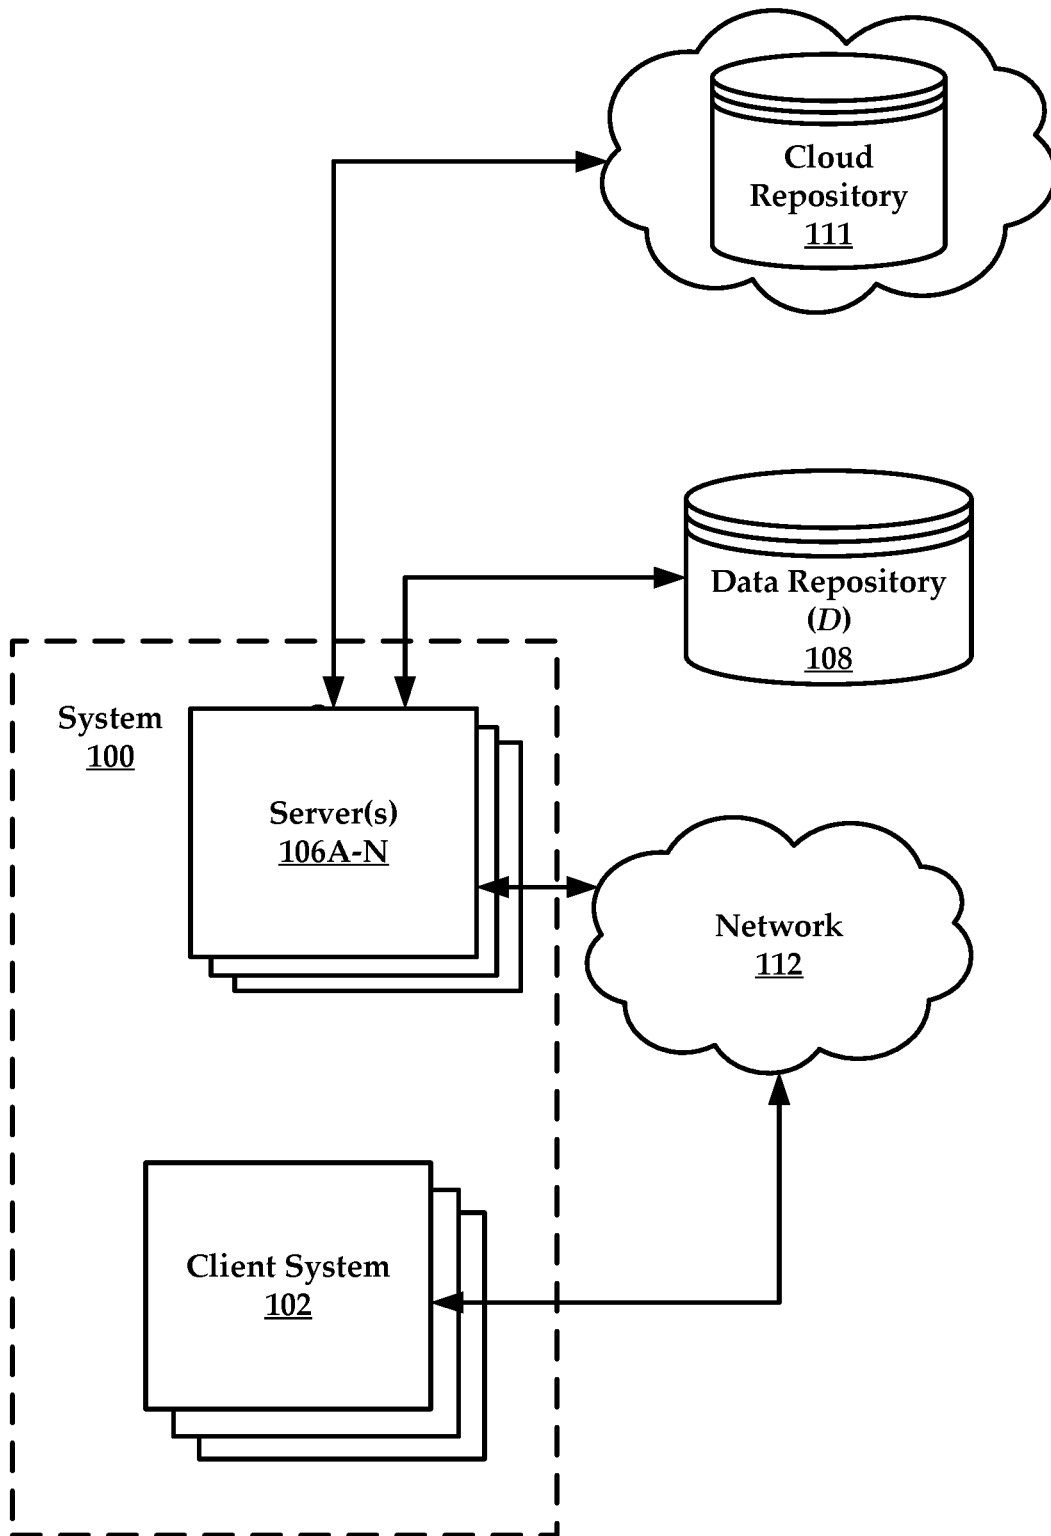 Cloud
Repository
111
Data Repository
(D)
108
System
100
Server(s)
106A-N
Network
112
Client System
102